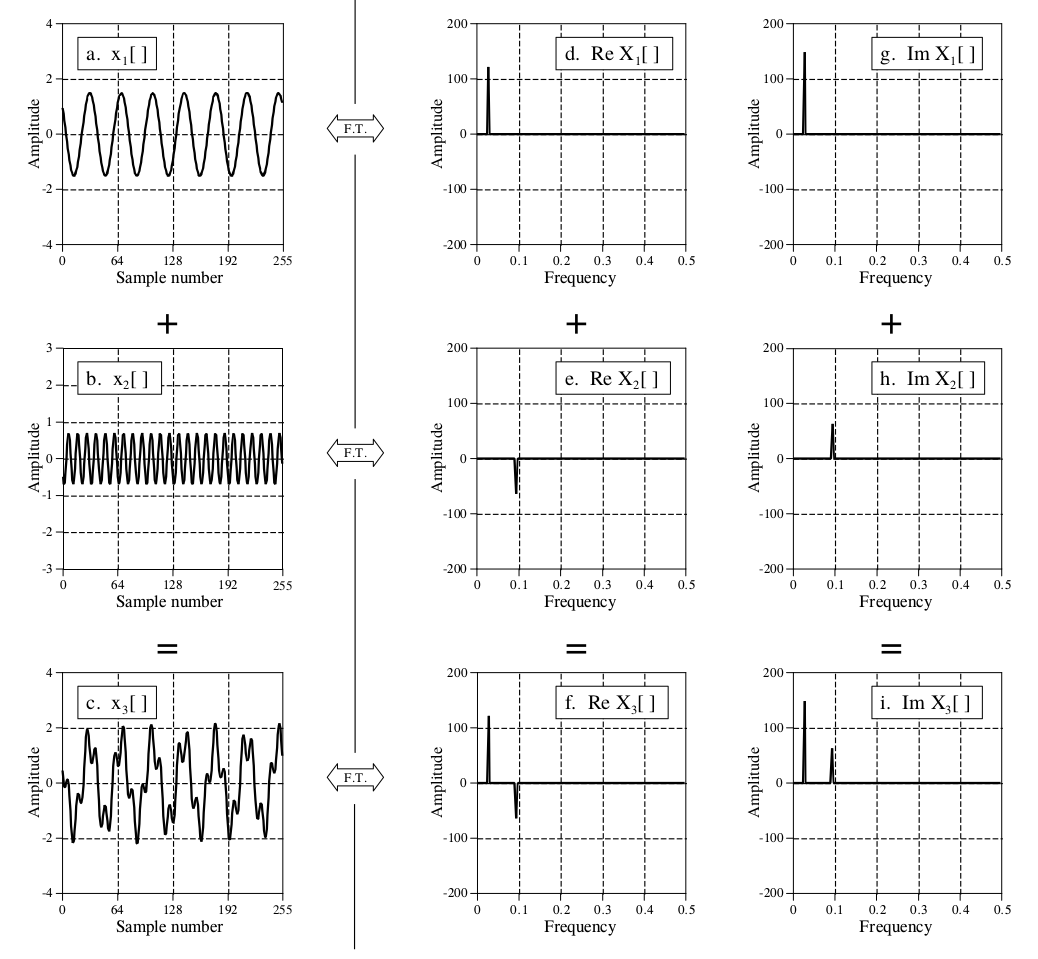 4
2
0
-2
-4
Amplitude
a. x₁[ ]
0 64 128 192 255
Sample number
F.T.
200
100
0
-100
-200
Amplitude
d. Re X₁[ ]
0 0.1 0.2 0.3 0.4 0.5
Frequency
200
100
0
-100
-200
Amplitude
g. Im X₁[ ]
0 0.1 0.2 0.3 0.4 0.5
Frequency
+ + +
3
2
1
0
-1
-2
-3
Amplitude
b. x₂[ ]
0 64 128 192 255
Sample number
F.T.
200
100
0
-100
-200
Amplitude
e. Re X₂[ ]
0 0.1 0.2 0.3 0.4 0.5
Frequency
200
100
0
-100
-200
Amplitude
h. Im X₂[ ]
0 0.1 0.2 0.3 0.4 0.5
Frequency
= = =
4
2
0
-2
-4
Amplitude
c. x₃[ ]
0 64 128 192 255
Sample number
F.T.
200
100
0
-100
-200
Amplitude
f. Re X₃[ ]
0 0.1 0.2 0.3 0.4 0.5
Frequency
200
100
0
-100
-200
Amplitude
i. Im X₃[ ]
0 0.1 0.2 0.3 0.4 0.5
Frequency